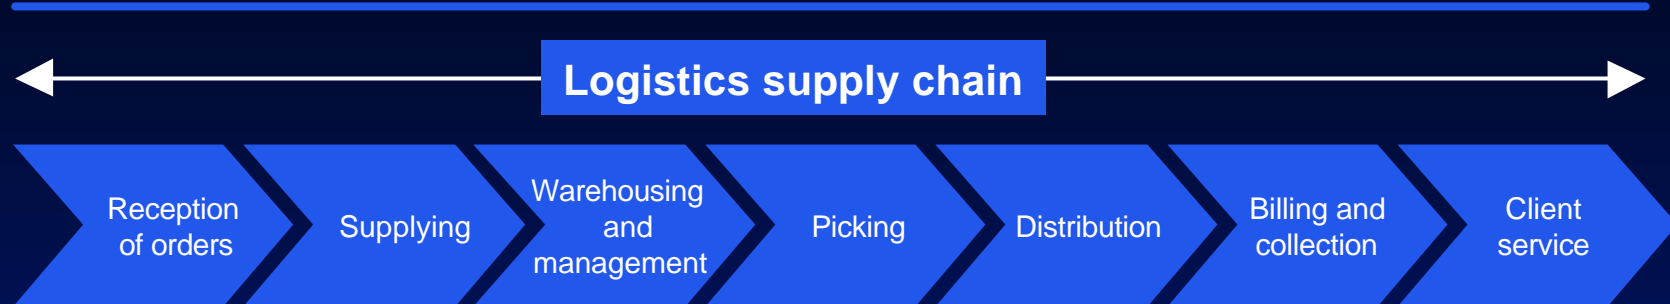 Logistics supply chain
Reception
of orders
Supplying
Warehousing
and
management
Picking
Distribution
Billing and
collection
Client
service